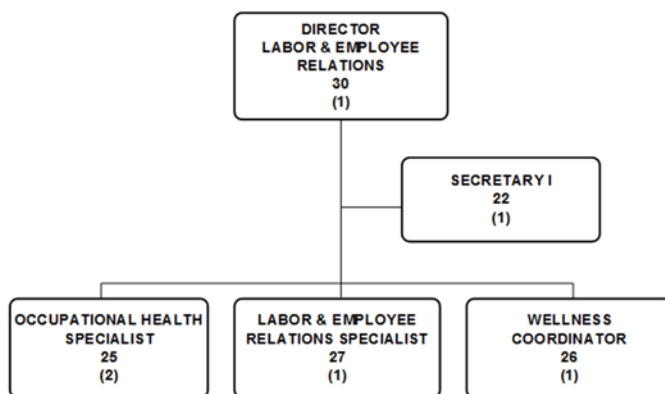 DIRECTOR
LABOR & EMPLOYEE
RELATIONS
30
(1)
SECRETARY I
22
(1)
OCCUPATIONAL HEALTH
SPECIALIST
25
(2)
LABOR & EMPLOYEE
RELATIONS SPECIALIST
27
(1)
WELLNESS
COORDINATOR
26
(1)